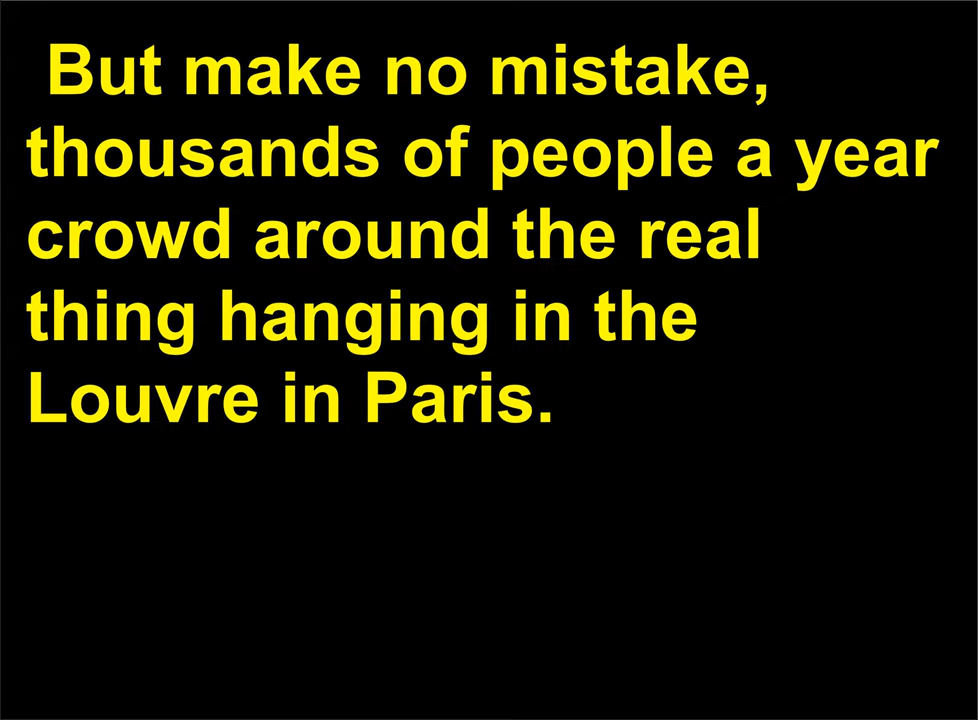 But make no mistake,
thousands of people a year
crowd around the real
thing hanging in the
Louvre in Paris.